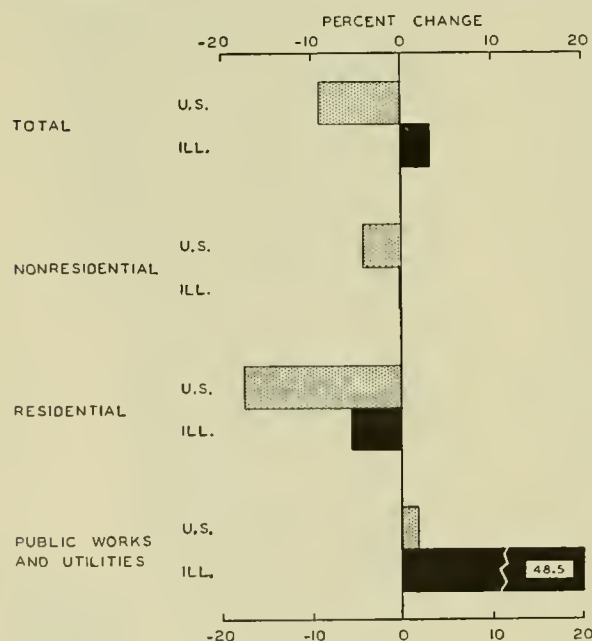 PERCENT CHANGE
-20 -10 0 10 20
U.S.
TOTAL
ILL.
U.S.
NONRESIDENTIAL
ILL.
U.S.
RESIDENTIAL
ILL.
U.S.
PUBLIC WORKS
AND UTILITIES
ILL.
48.5
-20 -10 0 10 20